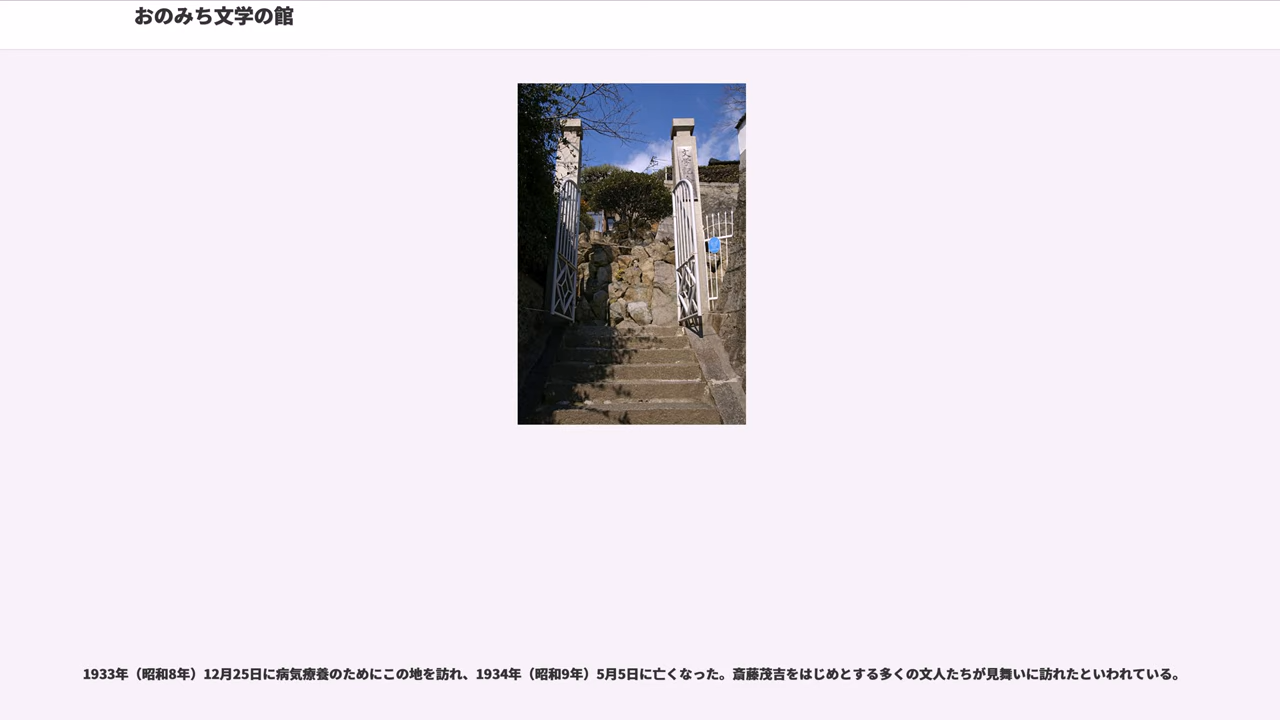 おのみち文学の館
1933年（昭和8年）12月25日に病気療養のためにこの地を訪れ、1934年（昭和9年）5月5日に亡くなった。斎藤茂吉をはじめとする多くの文人たちが見舞いに訪れたといわれている。